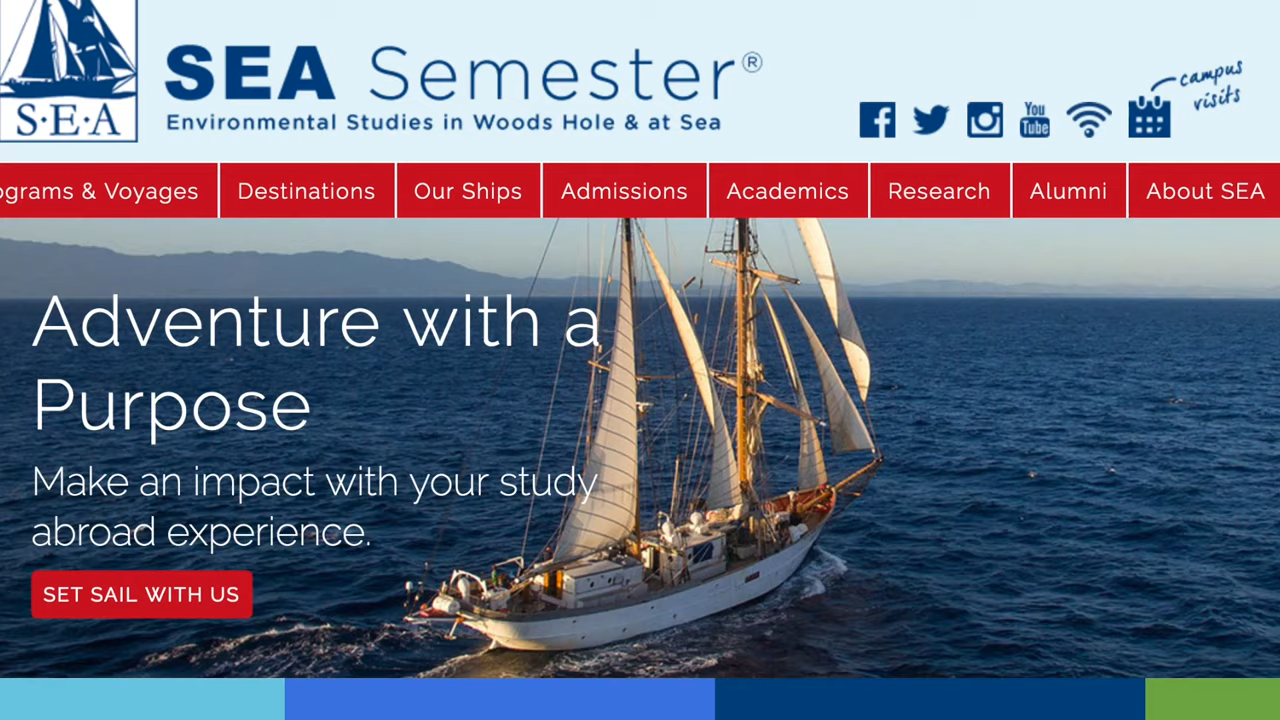 S·E·A
SEA Semester®
Environmental Studies in Woods Hole & at Sea
You
Tube
campus
visits
ograms & Voyages
Destinations
Our Ships
Admissions
Academics
Research
Alumni
About SEA
Adventure with a
Purpose
Make an impact with your study
abroad experience.
SET SAIL WITH US